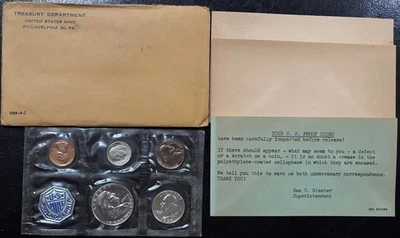 TREASURY DEPARTMENT
UNITED STATES MINT
PHILADELPHIA 30, PA.
YOUR U. S. PROOF COINS
have been carefully inspected before release!
If there should appear - what may seem to you - a defect
or a scratch on a coin, - it is no doubt a crease in the
polyethylene-coated cellophane in which they are encased.
We tell you this to save us both unnecessary correspondence.
THANK YOU!
Rae V. Biester
Superintendent